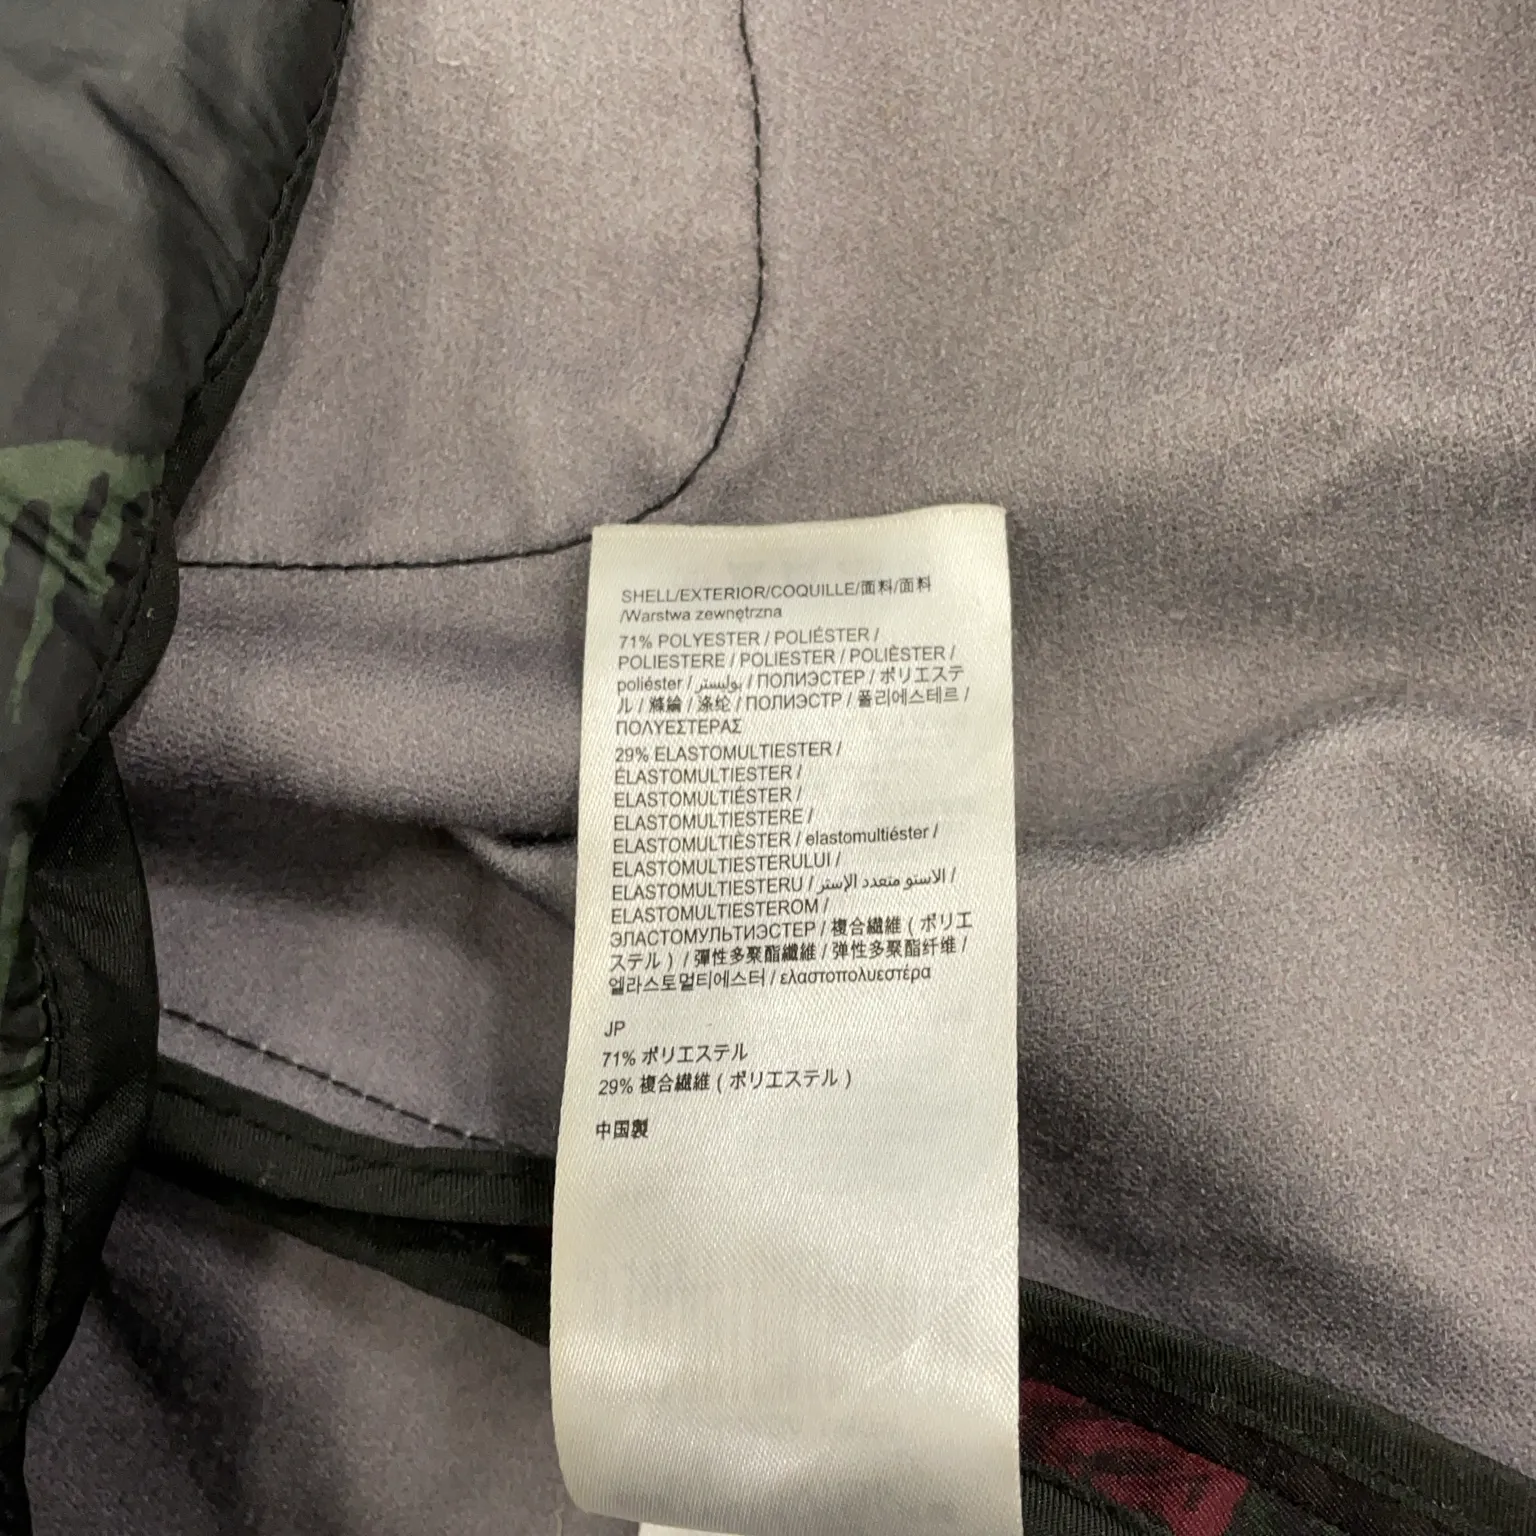 SHELL/EXTERIOR/COQUILLE/面料/面料
/Warstwa zewnętrzna
71% POLYESTER / POLIÉSTER /
POLIESTERE / POLIESTER / POLIÈSTER /
poliéster / بوليستر / ПОЛИЭСТЕР / ポリエステ
ル / 滌綸 / 涤纶 / ПОЛИЭСТР / 폴리에스테르 /
ΠΟΛΥΕΣΤΕΡΑΣ
29% ELASTOMULTIESTER /
ÉLASTOMULTIESTER /
ELASTOMULTIÉSTER /
ELASTOMULTIESTERE /
ELASTOMULTIÈSTER / elastomultiéster /
ELASTOMULTIESTERULUI /
ELASTOMULTIESTERU / الاستو متعدد الإستر /
ELASTOMULTIESTEROM /
ЭЛАСТОМУЛЬТИЭСТЕР / 複合繊維 ( ポリエ
ステル ) / 彈性多聚酯纖維 / 弹性多聚酯纤维 /
엘라스토멀티에스터 / ελαστοπολυεστέρα
JP
71% ポリエステル
29% 複合繊維 ( ポリエステル )
中国製